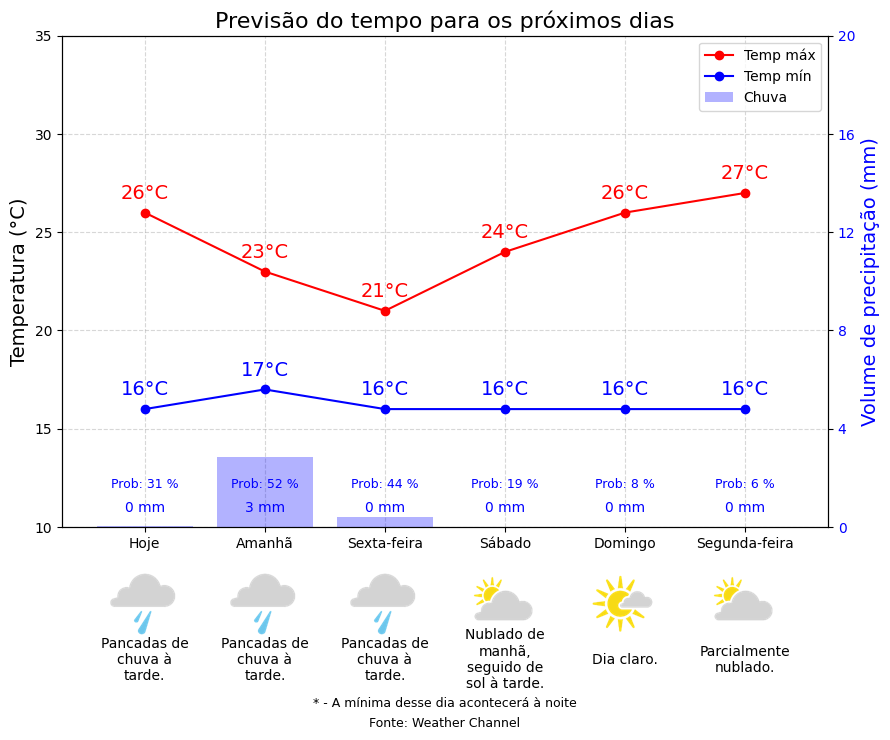 Previsão do tempo para os próximos dias
35
20
Temp máx
Temp mín
Chuva
30
16
26°C
23°C
21°C
24°C
26°C
27°C
25
12
Temperatura (°C)
Volume de precipitação (mm)
20
8
16°C
17°C
16°C
16°C
16°C
16°C
15
4
Prob: 31 %
Prob: 52 %
Prob: 44 %
Prob: 19 %
Prob: 8 %
Prob: 6 %
0 mm
3 mm
0 mm
0 mm
0 mm
0 mm
10
0
Hoje
Amanhã
Sexta-feira
Sábado
Domingo
Segunda-feira
Pancadas de
chuva à
tarde.
Pancadas de
chuva à
tarde.
Pancadas de
chuva à
tarde.
Nublado de
manhã,
seguido de
sol à tarde.
Dia claro.
Parcialmente
nublado.
* - A mínima desse dia acontecerá à noite
Fonte: Weather Channel